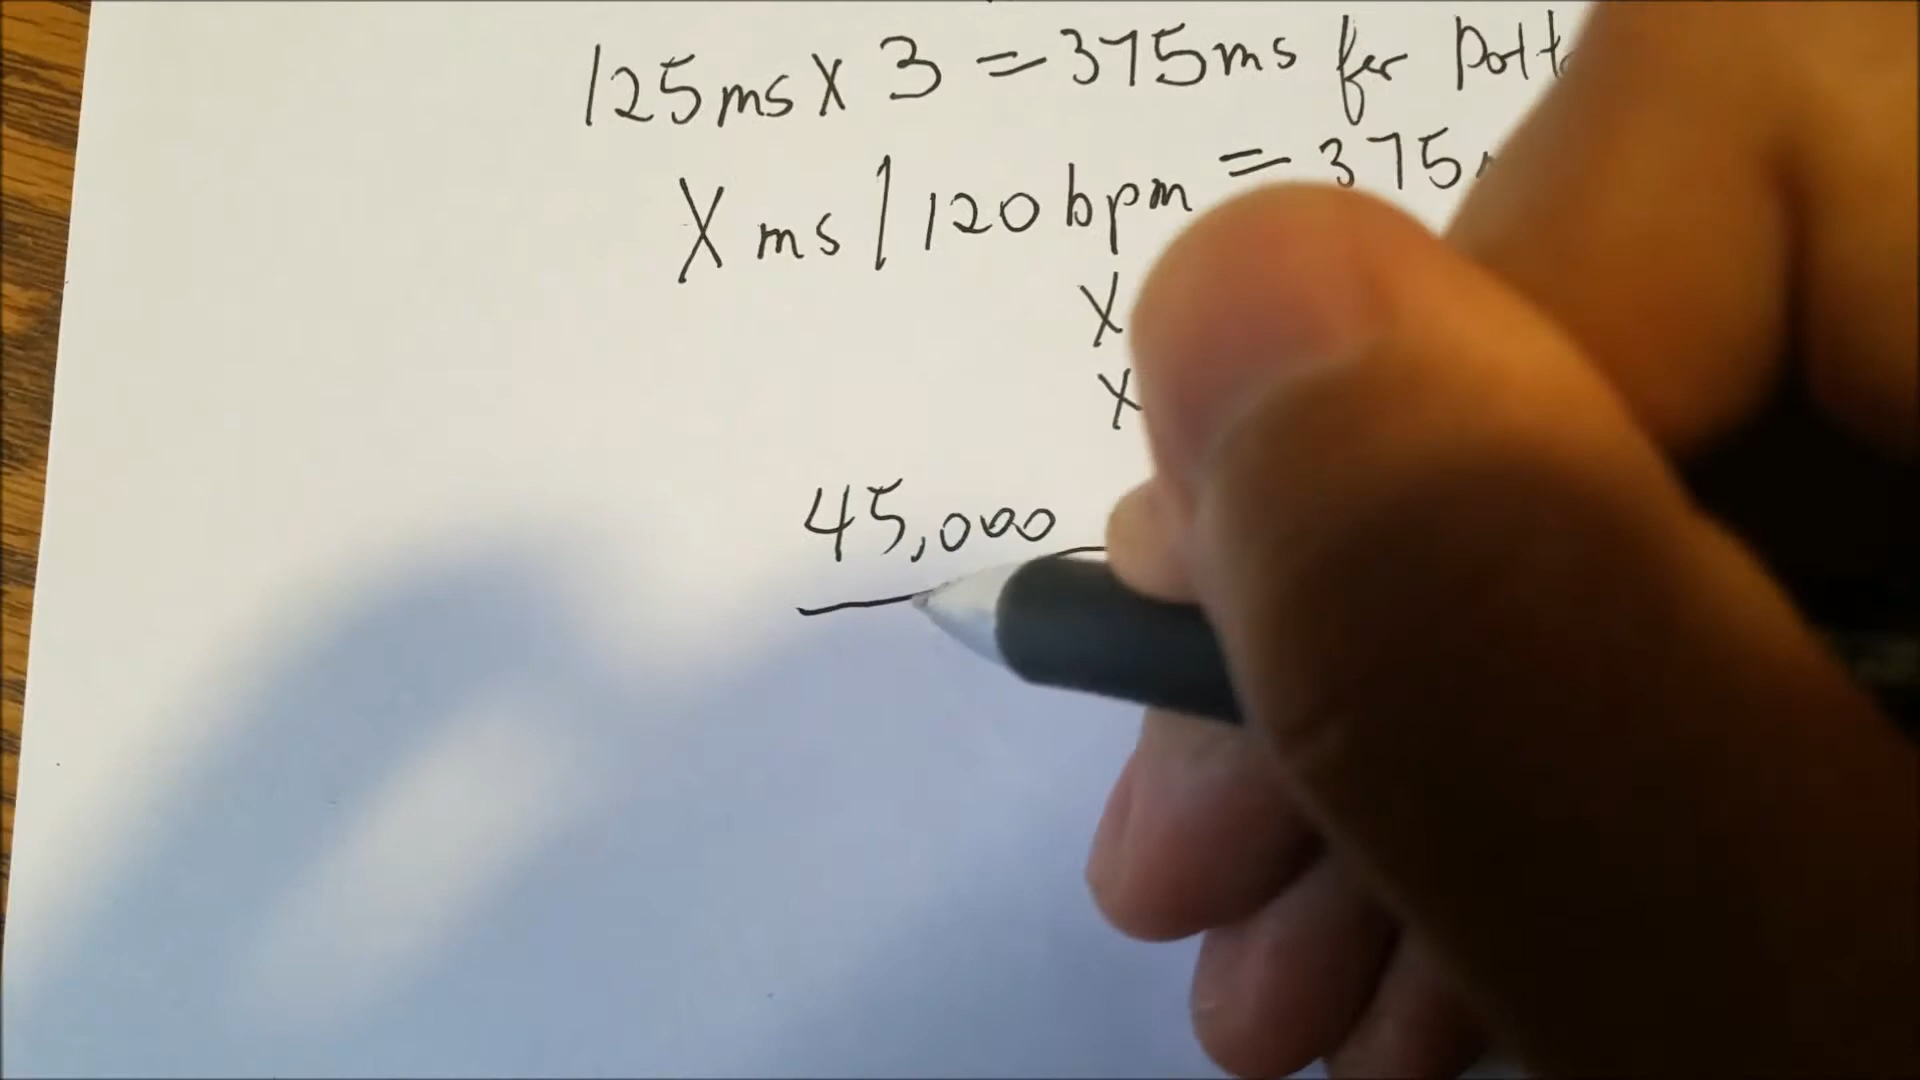 125ms X 3 = 375ms for
X ms / 120 bpm = 375
X
X
45,000